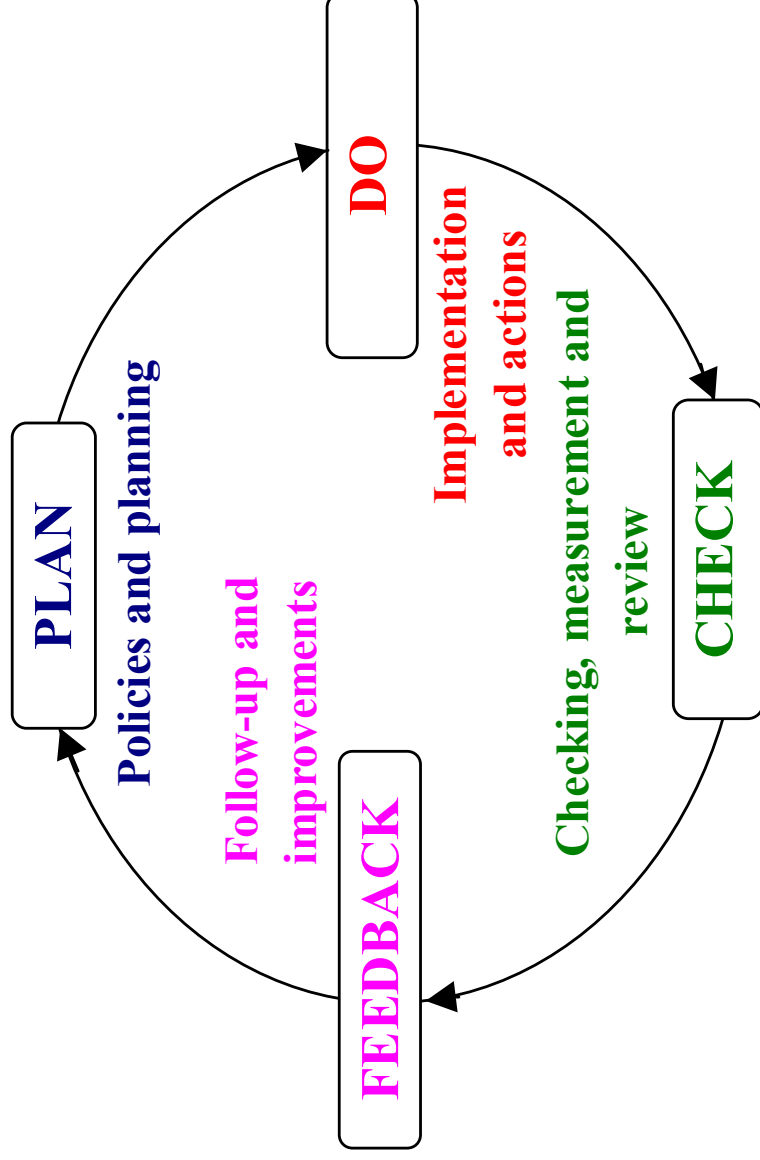 PLAN
Policies and planning
DO
Implementation
and actions
Checking, measurement and
review
CHECK
Follow-up and
improvements
FEEDBACK